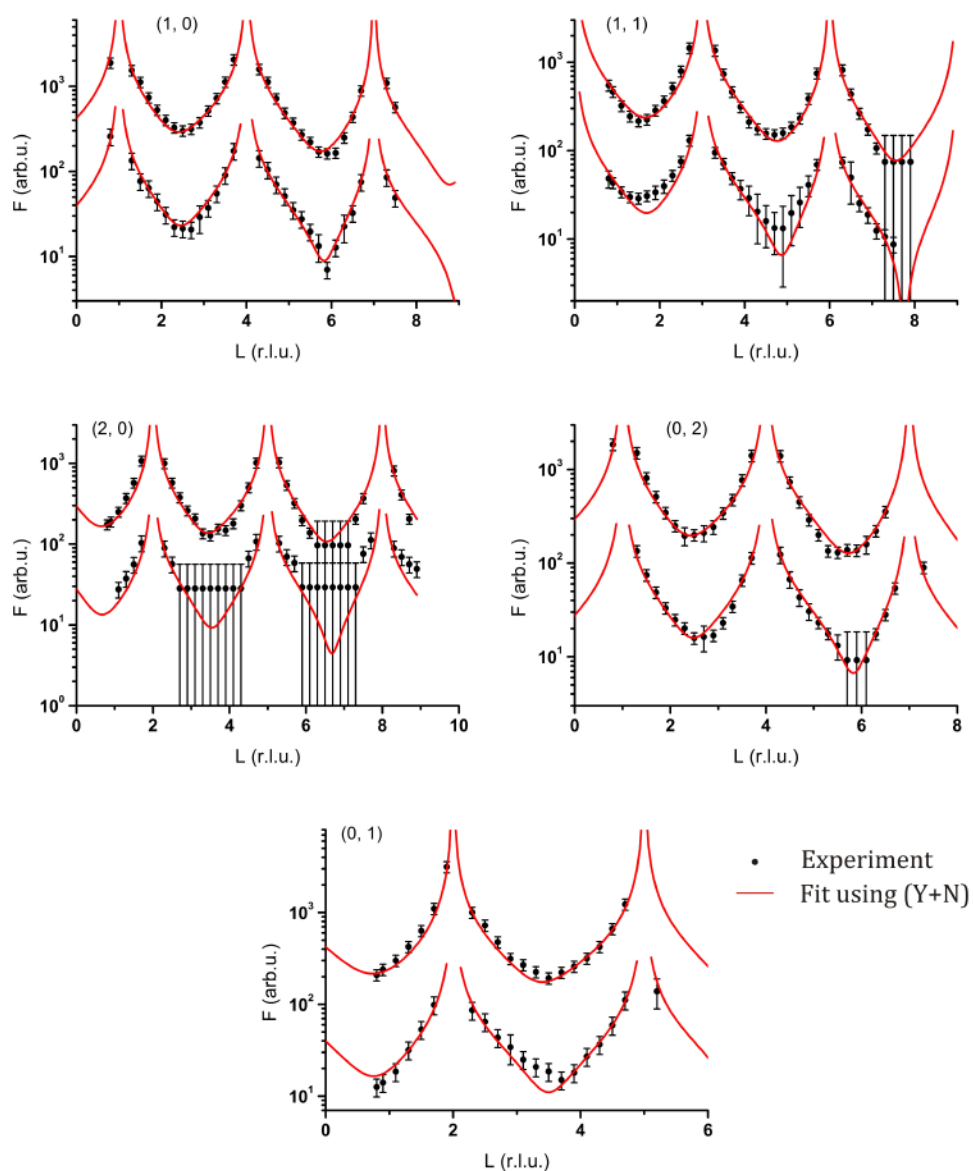 (1, 0)
10³
10²
10¹
F (arb.u.)
0 2 4 6 8
L (r.l.u.)
(1, 1)
10³
10²
10¹
F (arb.u.)
0 2 4 6 8
L (r.l.u.)
(2, 0)
10³
10²
10¹
10⁰
F (arb.u.)
0 2 4 6 8 10
L (r.l.u.)
(0, 2)
10³
10²
10¹
F (arb.u.)
0 2 4 6 8
L (r.l.u.)
(0, 1)
10³
10²
10¹
F (arb.u.)
0 2 4 6
L (r.l.u.)
Experiment
Fit using (Y+N)